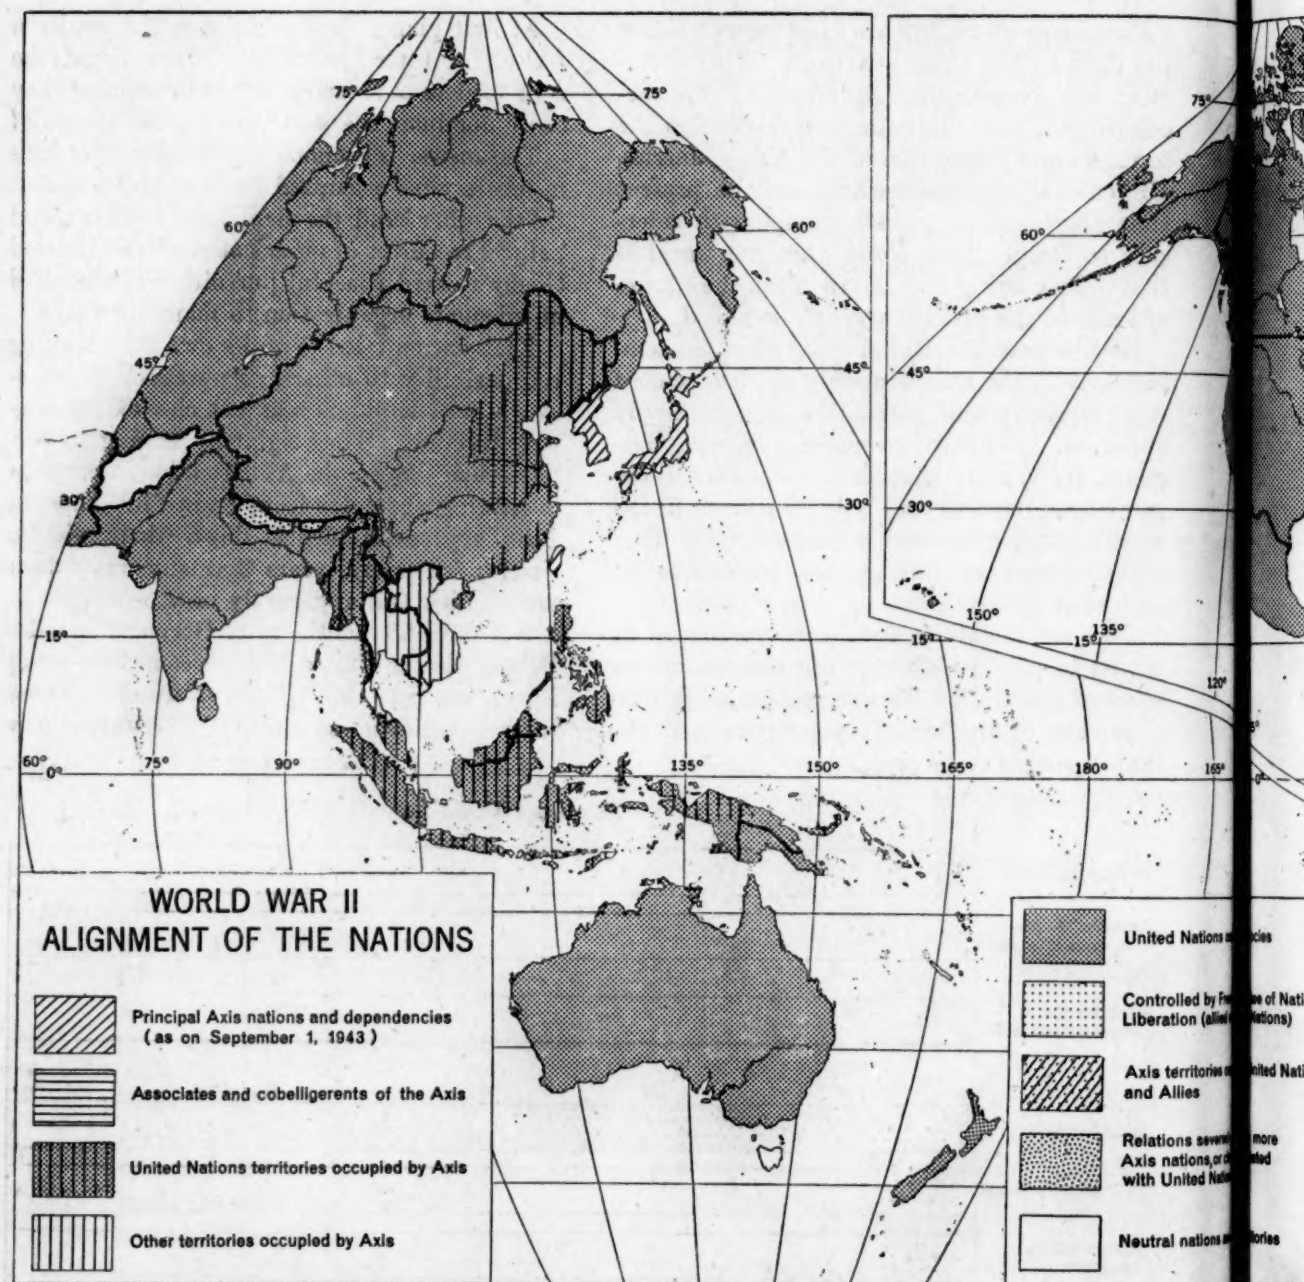 75°
75°
75°
60°
60°
60°
45°
45°
45°
30°
30°
30°
15°
15°
15°
150°
135°
120°
60°
0°
75°
90°
135°
150°
165°
180°
165°
0°
WORLD WAR II
ALIGNMENT OF THE NATIONS
Principal Axis nations and dependencies
(as on September 1, 1943)
Associates and cobelligerents of the Axis
United Nations territories occupied by Axis
Other territories occupied by Axis
United Nations
Controlled by of
Liberation
Axis territories
and Allies
Relations more
Axis nations, or
with United
Neutral nations